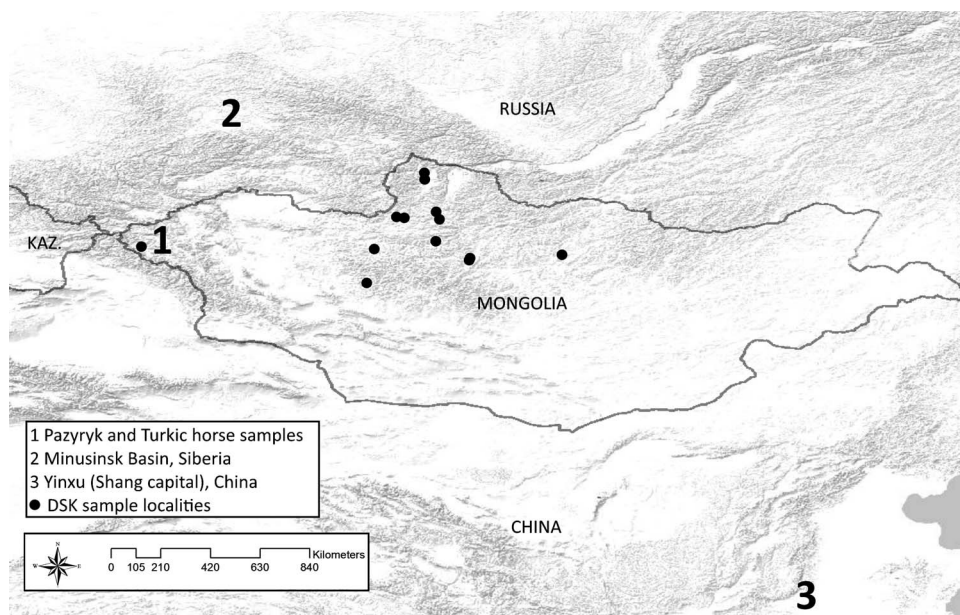 2
RUSSIA
KAZ.
1
MONGOLIA
1 Pazyryk and Turkic horse samples
2 Minusinsk Basin, Siberia
3 Yinxu (Shang capital), China
DSK sample localities
CHINA
N
W E
S
Kilometers
0 105 210 420 630 840
3